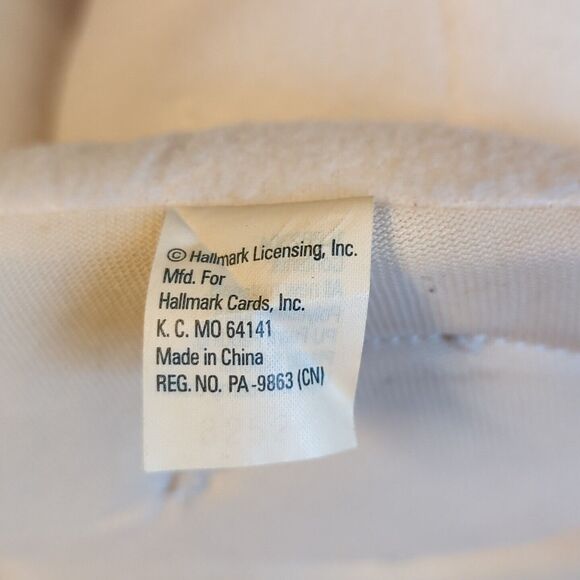 © Hallmark Licensing, Inc.
Mfd. For
Hallmark Cards, Inc.
K. C. MO 64141
Made in China
REG. NO. PA-9863 (CN)